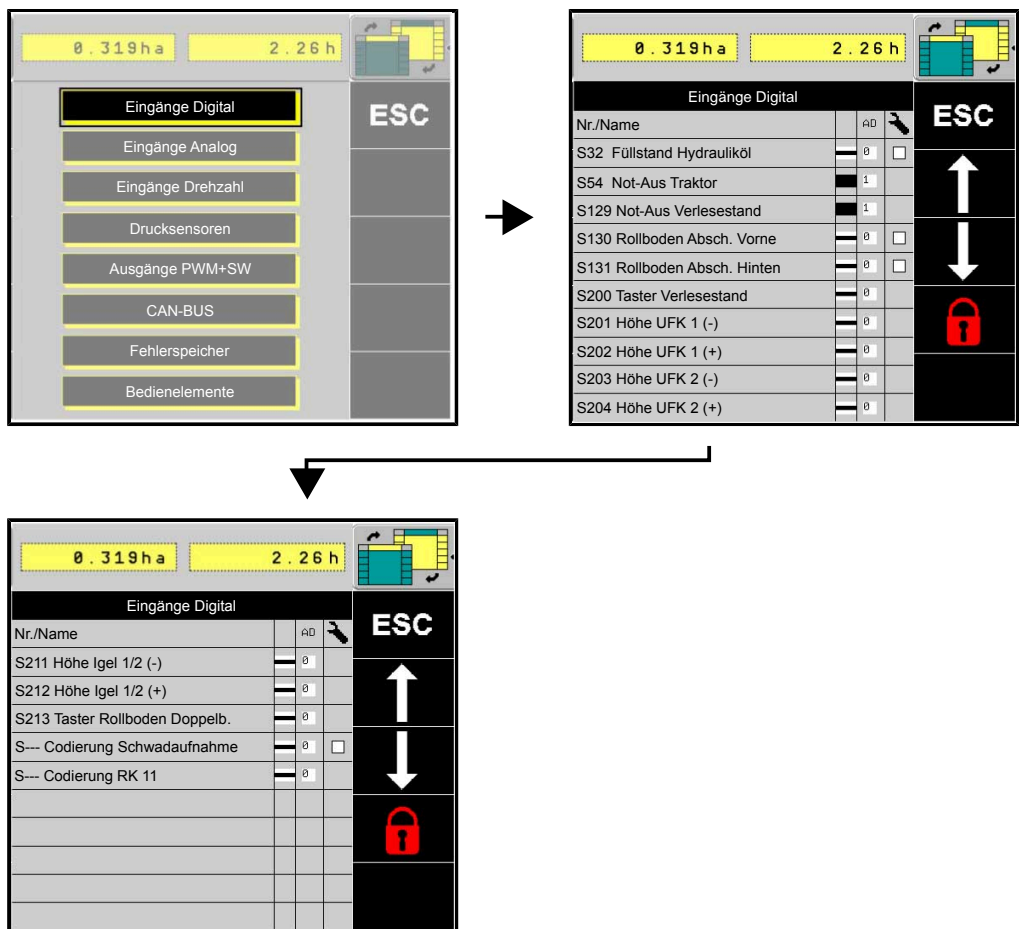 0.319ha 2.26h
Eingänge Digital
ESC
Eingänge Analog
Eingänge Drehzahl
Drucksensoren
Ausgänge PWM+SW
CAN-BUS
Fehlerspeicher
Bedienelemente
0.319ha 2.26h
Eingänge Digital
ESC
Nr./Name AD
S32 Füllstand Hydrauliköl 0
S54 Not-Aus Traktor 1
S129 Not-Aus Verlesestand 1
S130 Rollboden Absch. Vorne 0
S131 Rollboden Absch. Hinten 0
S200 Taster Verlesestand 0
S201 Höhe UFK 1 (-) 0
S202 Höhe UFK 1 (+) 0
S203 Höhe UFK 2 (-) 0
S204 Höhe UFK 2 (+) 0
0.319ha 2.26h
Eingänge Digital
ESC
Nr./Name AD
S211 Höhe Igel 1/2 (-) 0
S212 Höhe Igel 1/2 (+) 0
S213 Taster Rollboden Doppelb. 0
S--- Codierung Schwadaufnahme 0
S--- Codierung RK 11 0